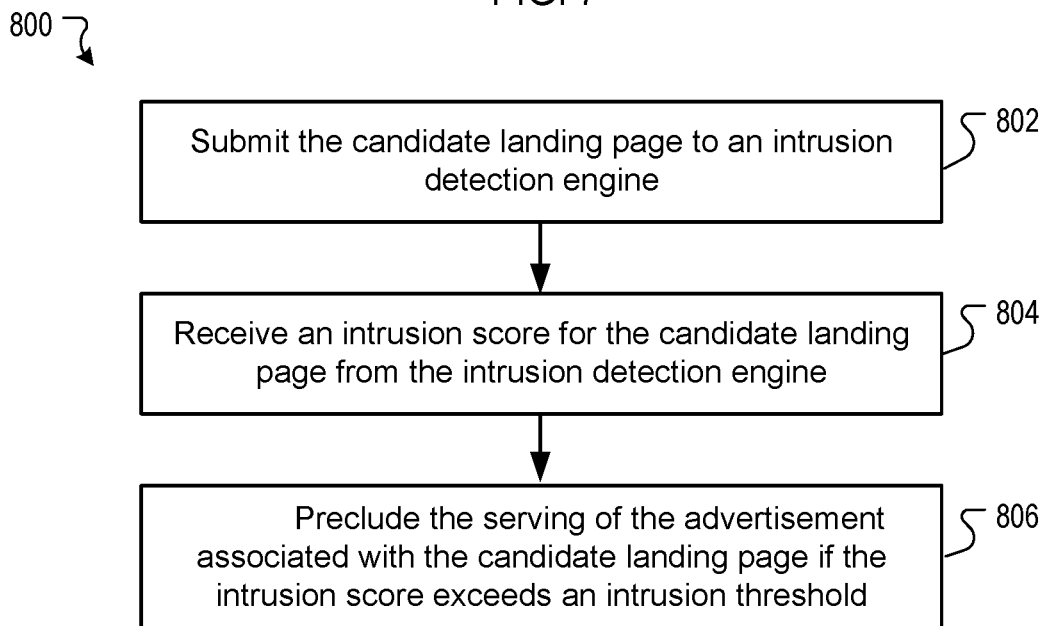 800
Submit the candidate landing page to an intrusion
detection engine
802
Receive an intrusion score for the candidate landing
page from the intrusion detection engine
804
Preclude the serving of the advertisement
associated with the candidate landing page if the
intrusion score exceeds an intrusion threshold
806